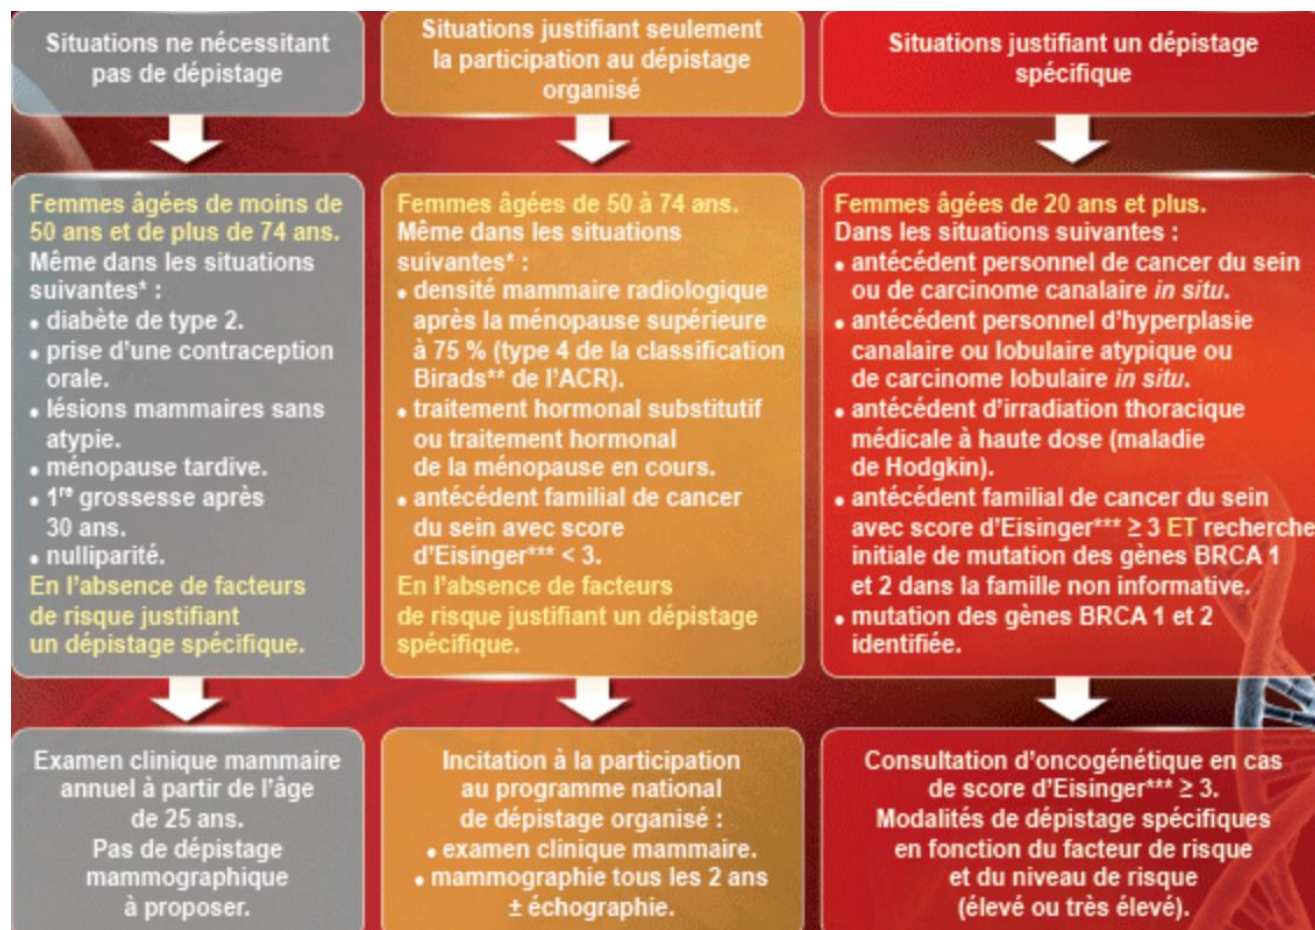 Situations ne nécessitant
pas de dépistage
Femmes âgées de moins de
50 ans et de plus de 74 ans.
Même dans les situations
suivantes* :
• diabète de type 2.
• prise d'une contraception
orale.
• lésions mammaires sans
atypie.
• ménopause tardive.
• 1re grossesse après
30 ans.
• nulliparité.
En l'absence de facteurs
de risque justifiant
un dépistage spécifique.
Examen clinique mammaire
annuel à partir de l'âge
de 25 ans.
Pas de dépistage
mammographique
à proposer.
Situations justifiant seulement
la participation au dépistage
organisé
Femmes âgées de 50 à 74 ans.
Même dans les situations
suivantes* :
• densité mammaire radiologique
après la ménopause supérieure
à 75 % (type 4 de la classification
Birads** de l'ACR).
• traitement hormonal substitutif
ou traitement hormonal
de la ménopause en cours.
• antécédent familial de cancer
du sein avec score
d'Eisinger*** < 3.
En l'absence de facteurs
de risque justifiant un dépistage
spécifique.
Incitation à la participation
au programme national
de dépistage organisé :
• examen clinique mammaire.
• mammographie tous les 2 ans
± échographie.
Situations justifiant un dépistage
spécifique
Femmes âgées de 20 ans et plus.
Dans les situations suivantes :
• antécédent personnel de cancer du sein
ou de carcinome canalaire in situ.
• antécédent personnel d'hyperplasie
canalaire ou lobulaire atypique ou
de carcinome lobulaire in situ.
• antécédent d'irradiation thoracique
médicale à haute dose (maladie
de Hodgkin).
• antécédent familial de cancer du sein
avec score d'Eisinger*** ≥ 3 ET recherche
initiale de mutation des gènes BRCA 1
et 2 dans la famille non informative.
• mutation des gènes BRCA 1 et 2
identifiée.
Consultation d'oncogénétique en cas
de score d'Eisinger*** ≥ 3.
Modalités de dépistage spécifiques
en fonction du facteur de risque
et du niveau de risque
(élevé ou très élevé).